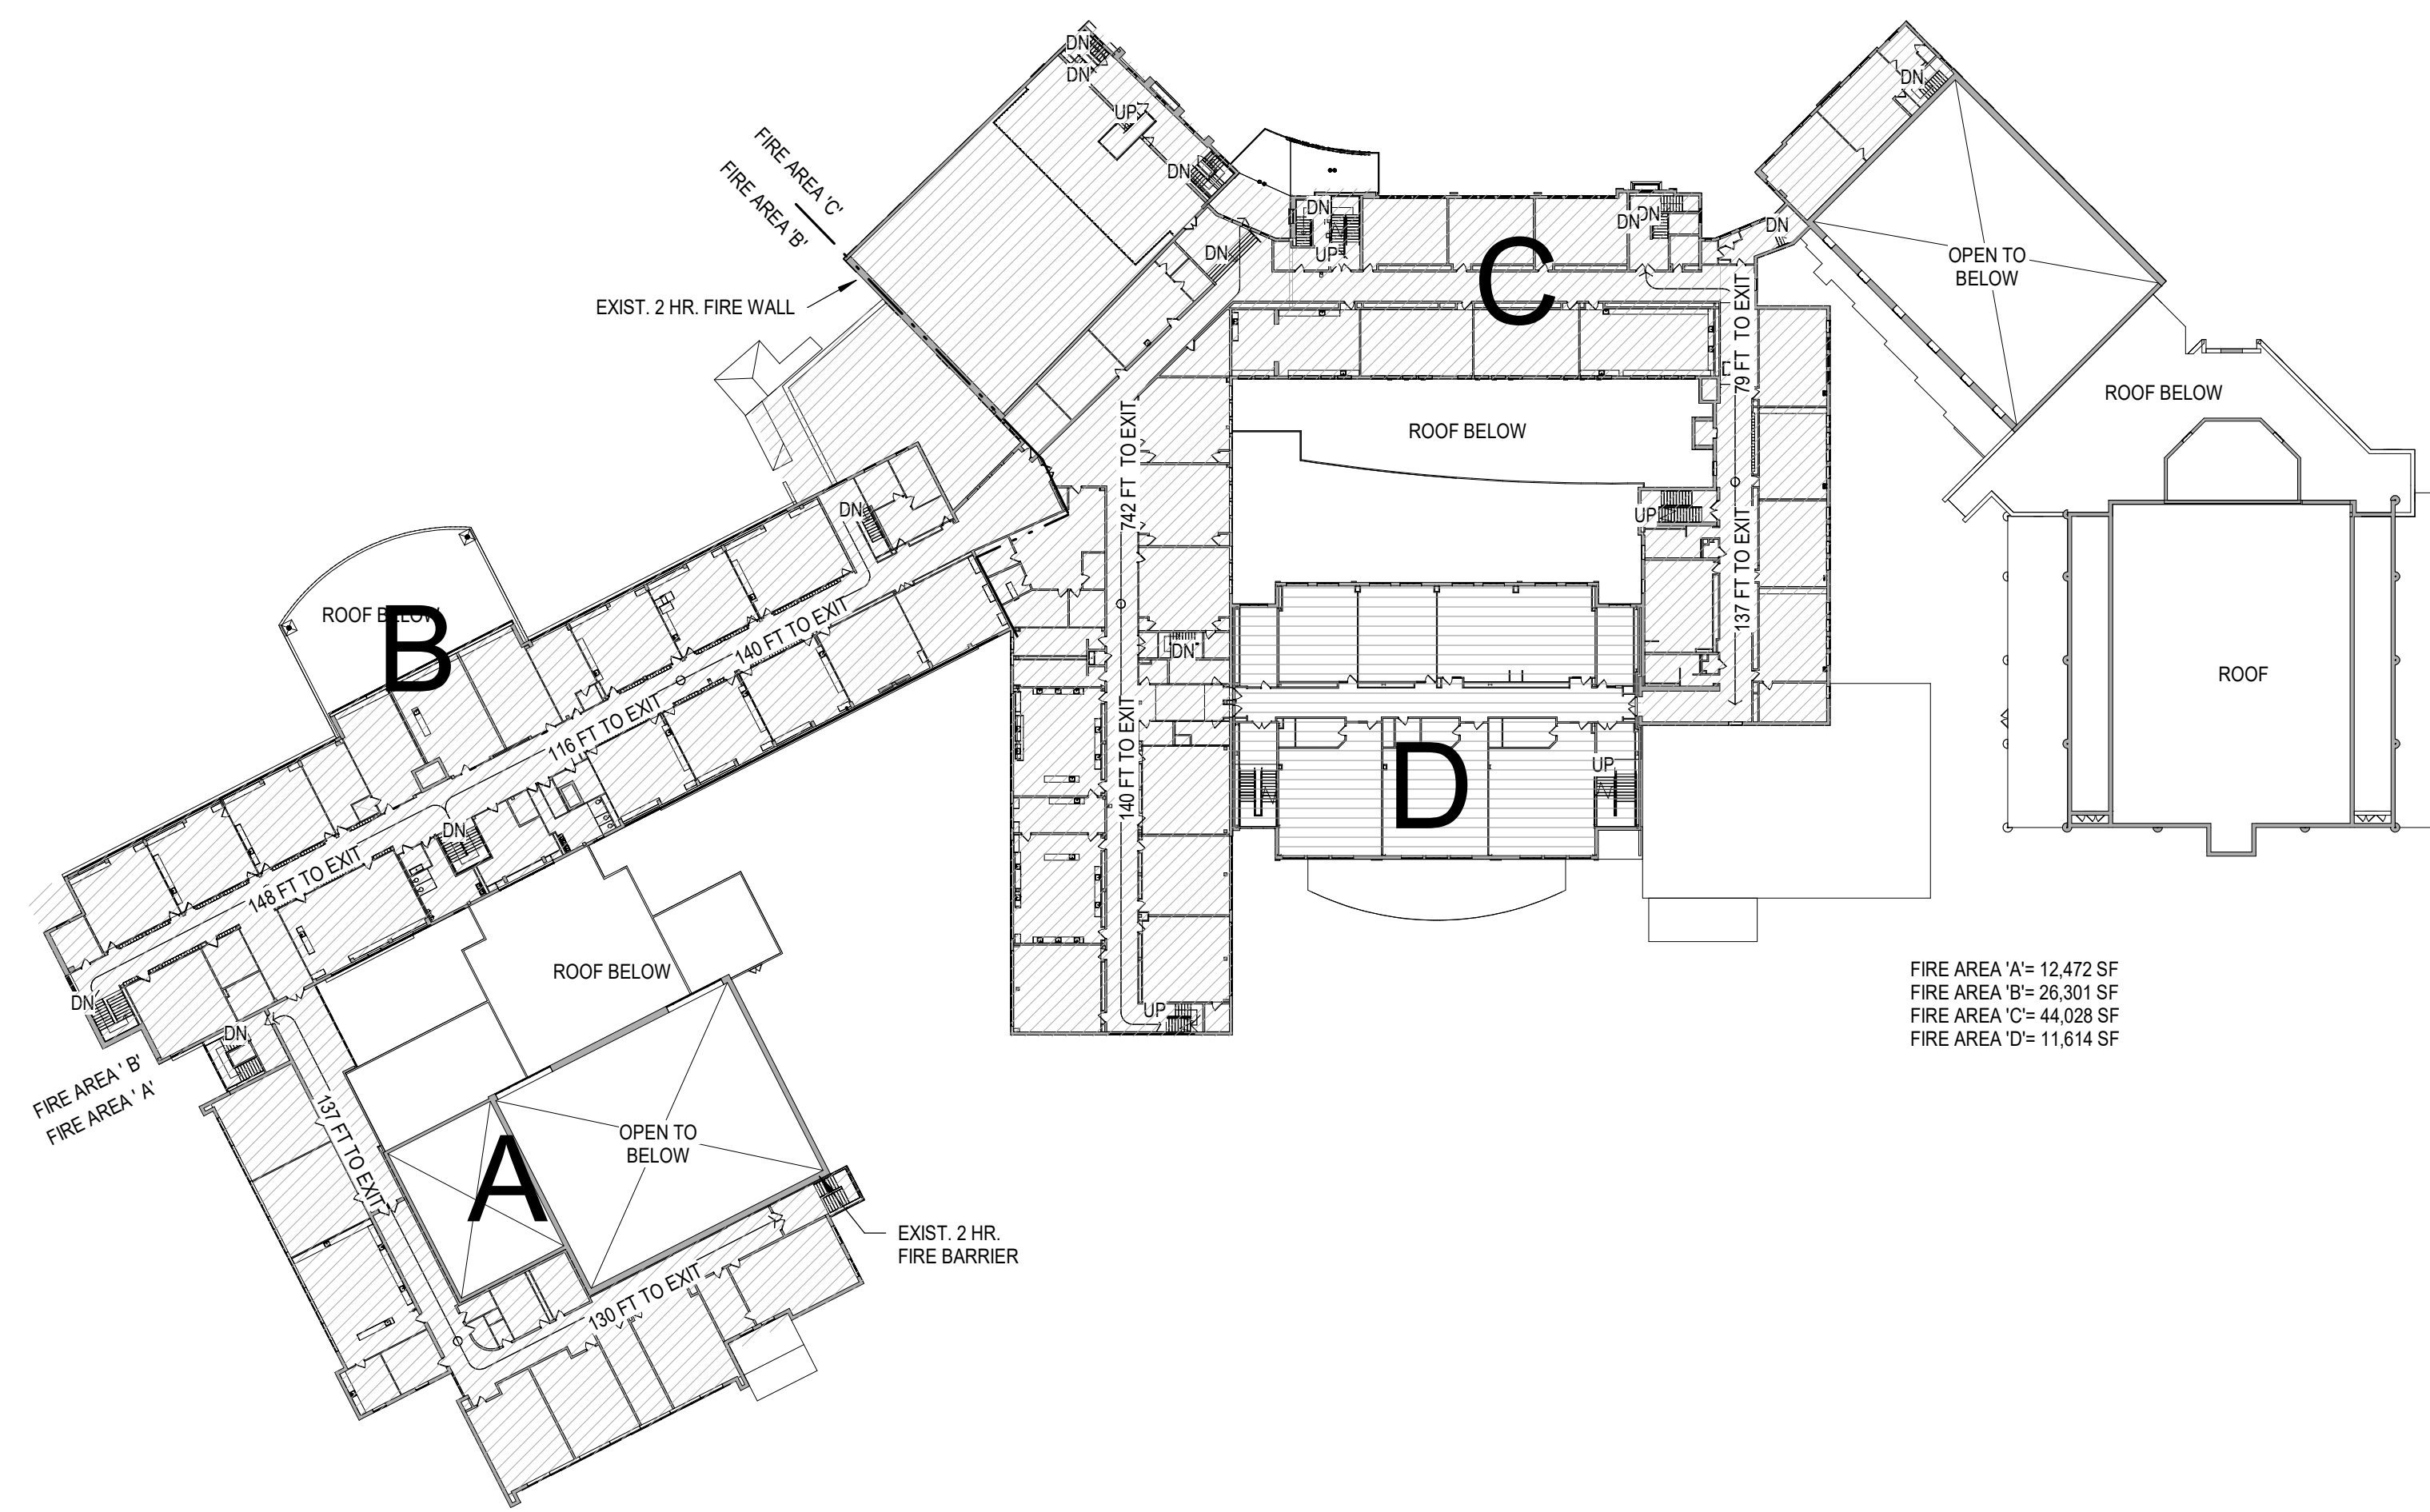 DN
DN
UP
DN
DN
FIRE AREA 'C'
FIRE AREA 'B'
DN
DN
DN
DN
DN
UP
C
OPEN TO
BELOW
EXIST. 2 HR. FIRE WALL
79 FT TO EXIT
ROOF BELOW
ROOF BELOW
742 FT TO EXIT
DN
UP
137 FT TO EXIT
ROOF BELOW
B
140 FT TO EXIT
DN
ROOF
116 FT TO EXIT
140 FT TO EXIT
D
UP
DN
148 FT TO EXIT
ROOF BELOW
DN
UP
DN
FIRE AREA 'A'= 12,472 SF
FIRE AREA 'B'= 26,301 SF
FIRE AREA 'C'= 44,028 SF
FIRE AREA 'D'= 11,614 SF
FIRE AREA ' B'
FIRE AREA ' A'
137 FT TO EXIT
OPEN TO
BELOW
A
EXIST. 2 HR.
FIRE BARRIER
130 FT TO EXIT